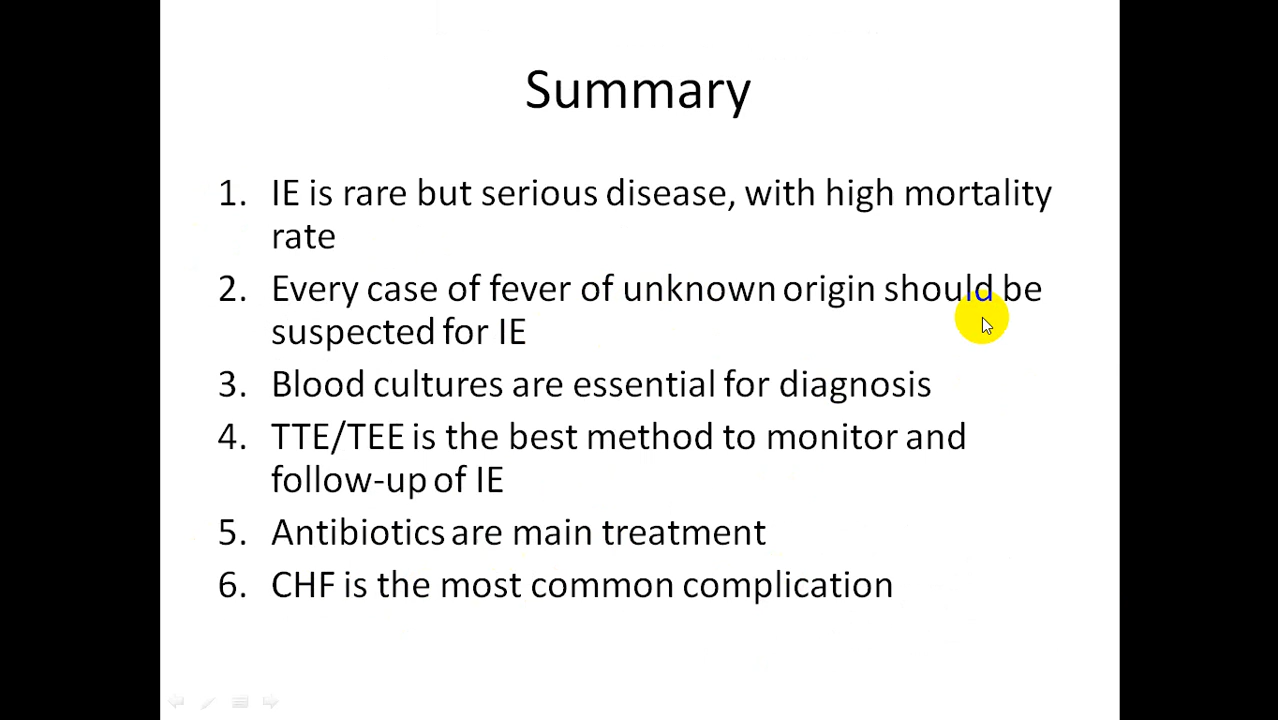 Summary
1. IE is rare but serious disease, with high mortality
rate
2. Every case of fever of unknown origin should be
suspected for IE
3. Blood cultures are essential for diagnosis
4. TTE/TEE is the best method to monitor and
follow-up of IE
5. Antibiotics are main treatment
6. CHF is the most common complication